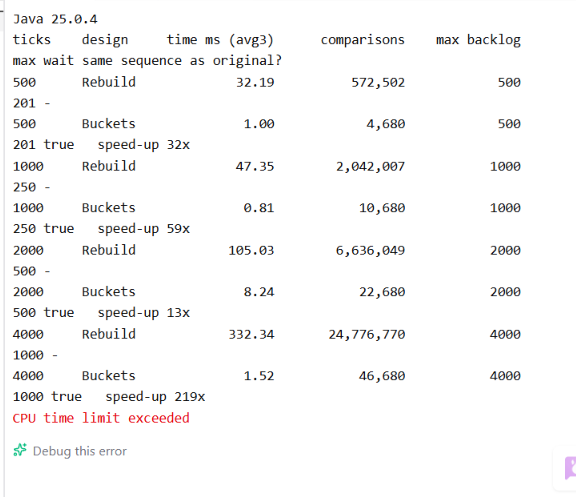 Java 25.0.4
ticks design time ms (avg3) comparisons max backlog
max wait same sequence as original?
500 Rebuild 32.19 572,502 500
201 -
500 Buckets 1.00 4,680 500
201 true speed-up 32x
1000 Rebuild 47.35 2,042,007 1000
250 -
1000 Buckets 0.81 10,680 1000
250 true speed-up 59x
2000 Rebuild 105.03 6,636,049 2000
500 -
2000 Buckets 8.24 22,680 2000
500 true speed-up 13x
4000 Rebuild 332.34 24,776,770 4000
1000 -
4000 Buckets 1.52 46,680 4000
1000 true speed-up 219x
CPU time limit exceeded
Debug this error